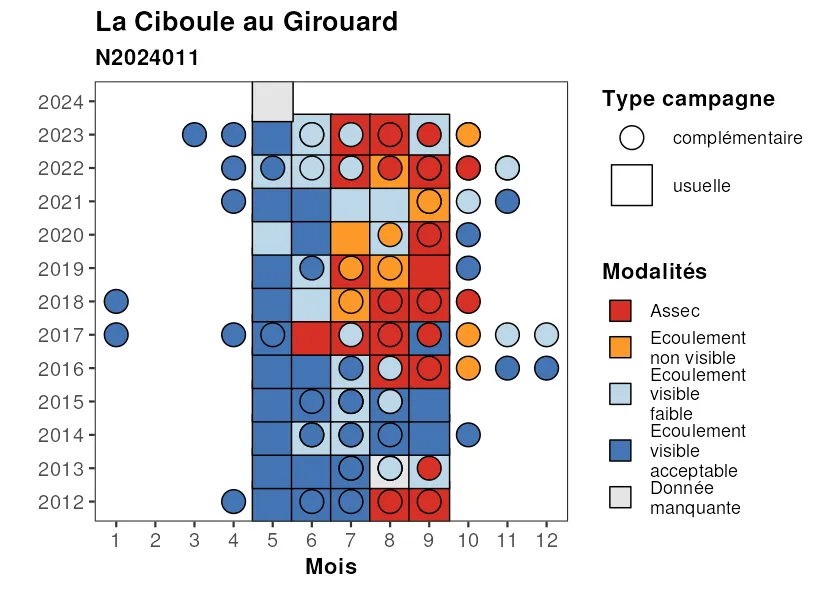 La Ciboule au Girouard
N2024011
2024
2023
2022
2021
2020
2019
2018
2017
2016
2015
2014
2013
2012
1 2 3 4 5 6 7 8 9 10 11 12
Mois
Type campagne
complémentaire
usuelle
Modalités
Assec
Ecoulement
non visible
Ecoulement
visible
faible
Ecoulement
visible
acceptable
Donnée
manquante